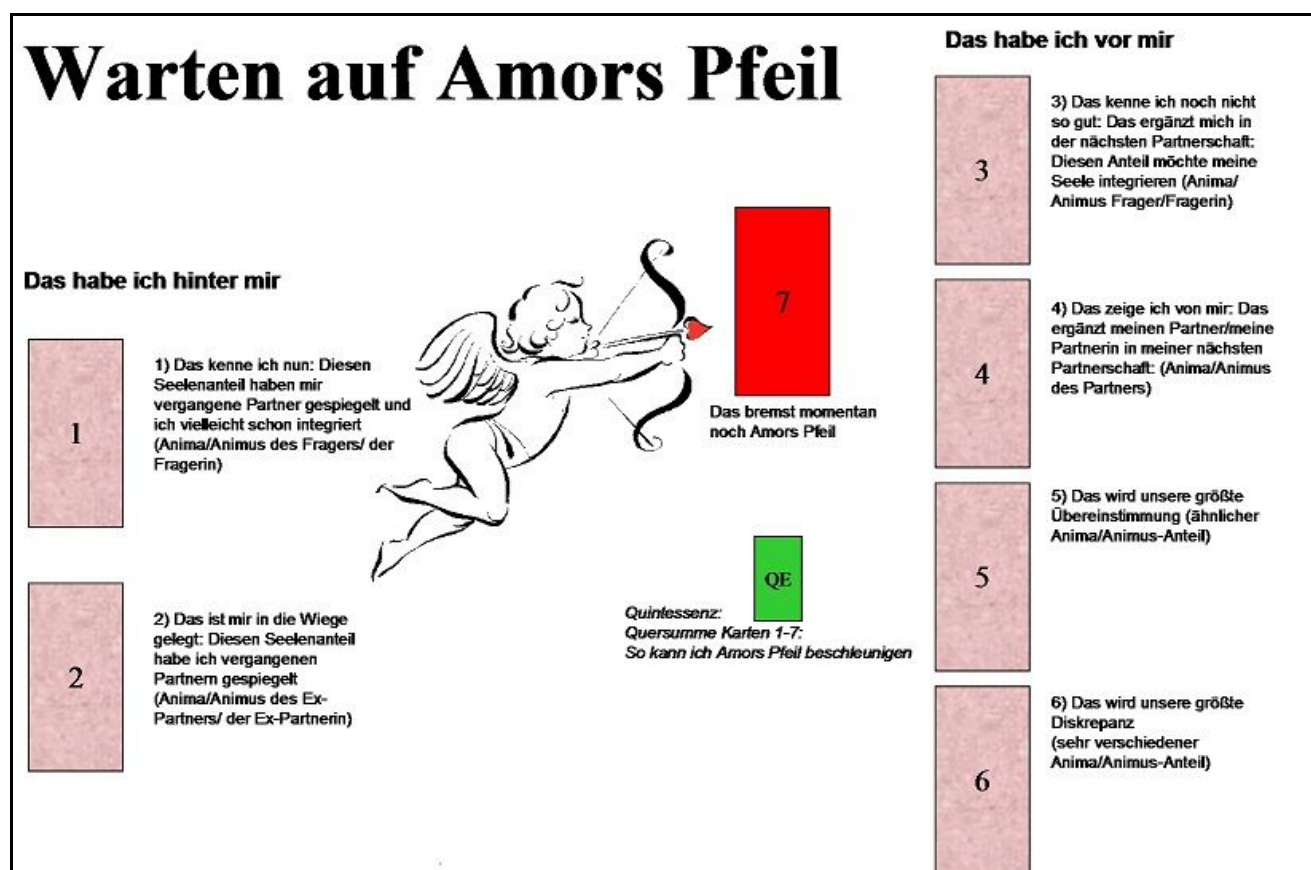 Warten auf Amors Pfeil
Das habe ich hinter mir
1
1) Das kenne ich nun: Diesen
Seelenanteil haben mir
vergangene Partner gespiegelt und
ich vielleicht schon integriert
(Anima/Animus des Fragers/ der
Fragerin)
2
2) Das ist mir in die Wiege
gelegt: Diesen Seelenanteil
habe ich vergangenen
Partnern gespiegelt
(Anima/Animus des Ex-
Partners/ der Ex-Partnerin)
7
Das bremst momentan
noch Amors Pfeil
QE
Quintessenz:
Quersumme Karten 1-7:
So kann ich Amors Pfeil beschleunigen
Das habe ich vor mir
3
3) Das kenne ich noch nicht
so gut: Das ergänzt mich in
der nächsten Partnerschaft:
Diesen Anteil möchte meine
Seele integrieren (Anima/
Animus Frager/Fragerin)
4
4) Das zeige ich von mir: Das
ergänzt meinen Partner/meine
Partnerin in meiner nächsten
Partnerschaft: (Anima/Animus
des Partners)
5
5) Das wird unsere größte
Übereinstimmung (ähnlicher
Anima/Animus-Anteil)
6
6) Das wird unsere größte
Diskrepanz
(sehr verschiedener
Anima/Animus-Anteil)